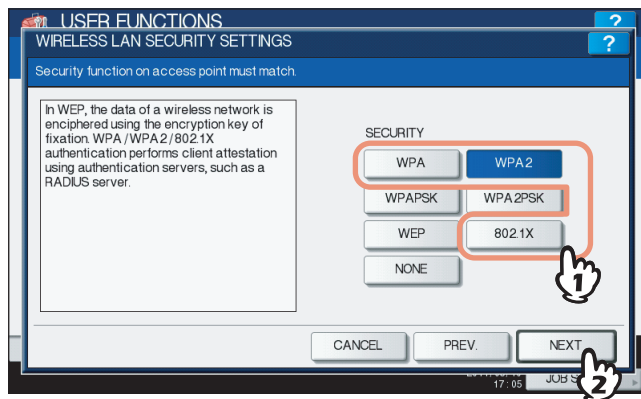 USER FUNCTIONS
?
WIRELESS LAN SECURITY SETTINGS
?
Security function on access point must match.
In WEP, the data of a wireless network is
enciphered using the encryption key of
fixation. WPA / WPA2 / 802.1X
authentication performs client attestation
using authentication servers, such as a
RADIUS server.
SECURITY
WPA
WPA2
WPAPSK
WPA2PSK
WEP
802.1X
NONE
1
CANCEL
PREV.
NEXT
2
17:05
JOB